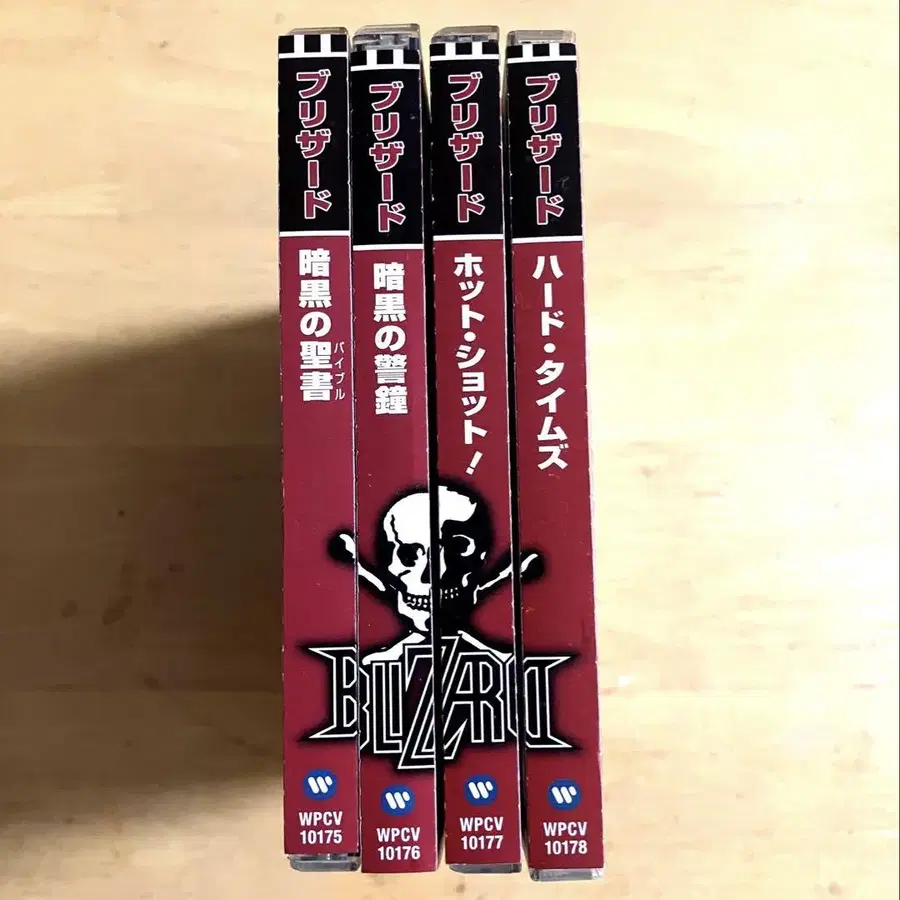 ブリザード
暗黒の聖書
バイブル
WPCV
10175
ブリザード
暗黒の警鐘
WPCV
10176
ブリザード
ホット・ショット!
WPCV
10177
ブリザード
ハード・タイムズ
WPCV
10178
BLIZARD